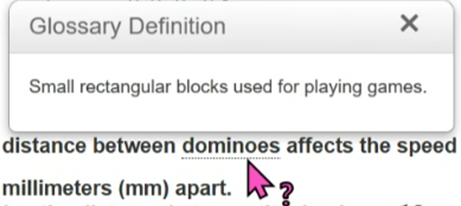 Glossary Definition
Small rectangular blocks used for playing games.
distance between dominoes affects the speed
millimeters (mm) apart.